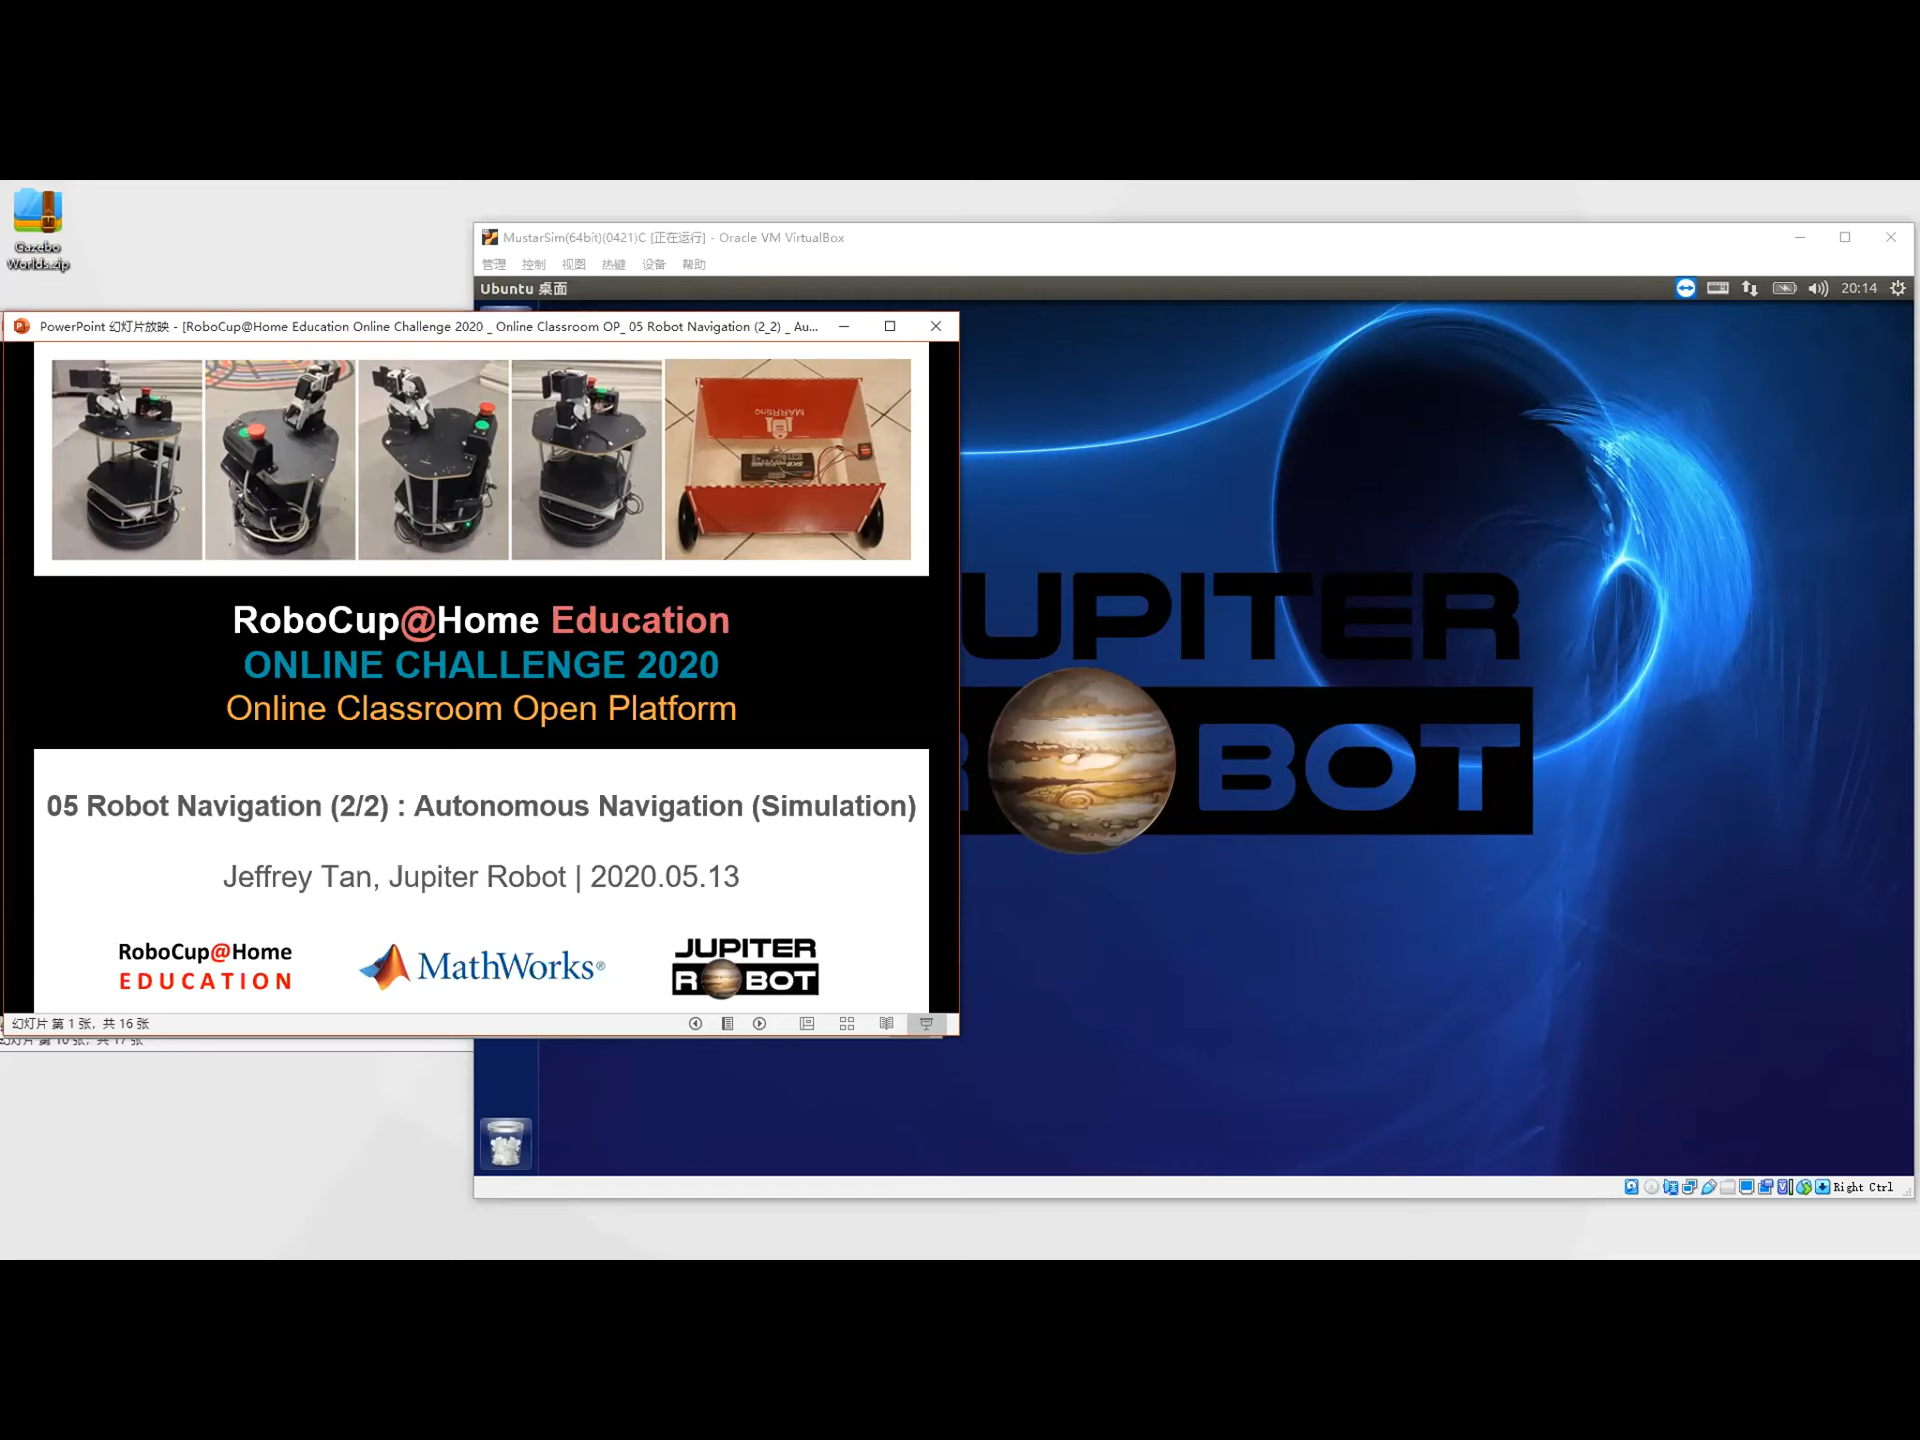 Gazebo
Worlds.zip
MustarSim(64bit)(0421)C [正在运行] - Oracle VM VirtualBox
管理 控制 视图 热键 设备 帮助
Ubuntu 桌面
20:14
PowerPoint 幻灯片放映 - [RoboCup@Home Education Online Challenge 2020 _ Online Classroom OP_ 05 Robot Navigation (2_2) _ Au...
MARRtino
RoboCup@Home Education
ONLINE CHALLENGE 2020
Online Classroom Open Platform
05 Robot Navigation (2/2) : Autonomous Navigation (Simulation)
Jeffrey Tan, Jupiter Robot | 2020.05.13
RoboCup@Home
EDUCATION
MathWorks®
JUPITER
R BOT
幻灯片 第 1 张，共 16 张
UPITER
BOT
Right Ctrl